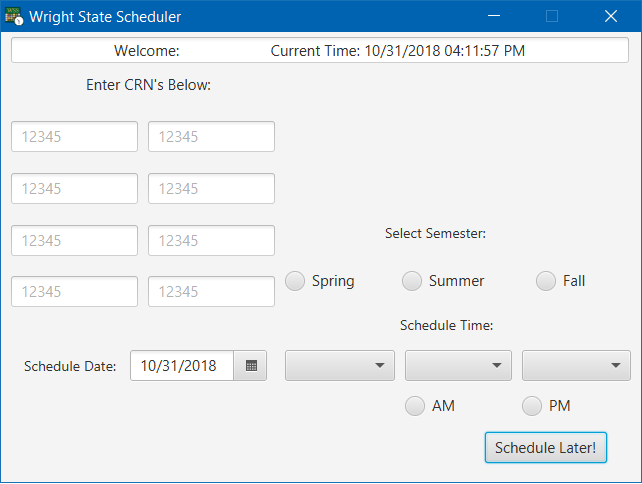 Wright State Scheduler
Welcome: Current Time: 10/31/2018 04:11:57 PM
Enter CRN's Below:
12345 12345
12345 12345
12345 12345
Select Semester:
12345 12345
Spring Summer Fall
Schedule Time:
Schedule Date: 10/31/2018
AM PM
Schedule Later!